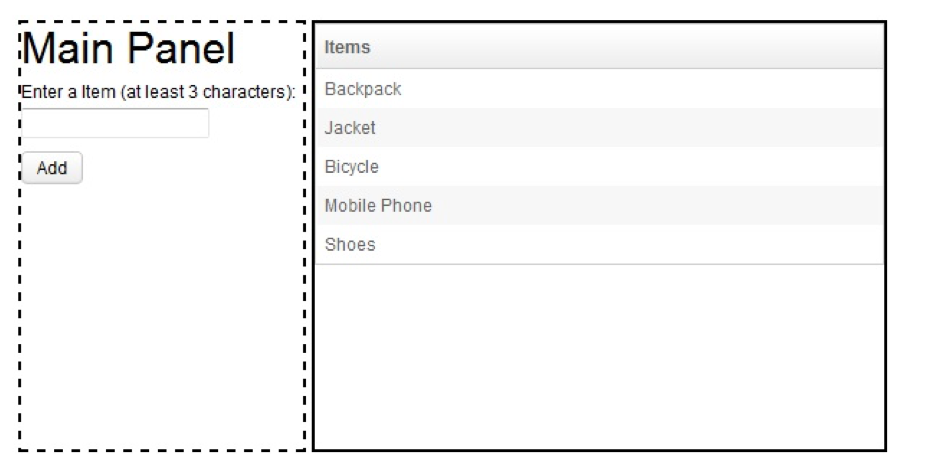 Main Panel
Enter a Item (at least 3 characters):
Add
Items
Backpack
Jacket
Bicycle
Mobile Phone
Shoes